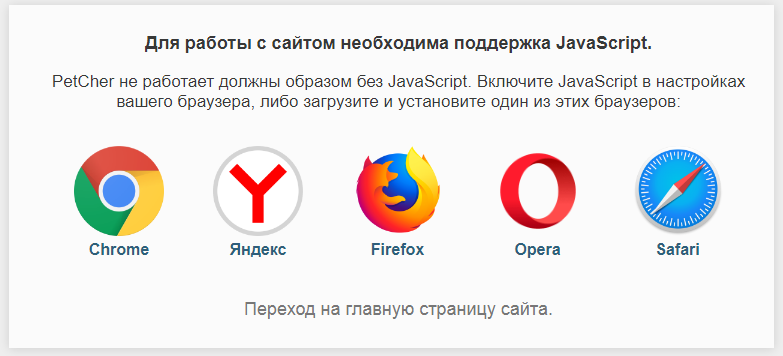 Для работы с сайтом необходима поддержка JavaScript.
PetCher не работает должны образом без JavaScript. Включите JavaScript в настройках
вашего браузера, либо загрузите и установите один из этих браузеров:
Chrome Яндекс Firefox Opera Safari
Переход на главную страницу сайта.